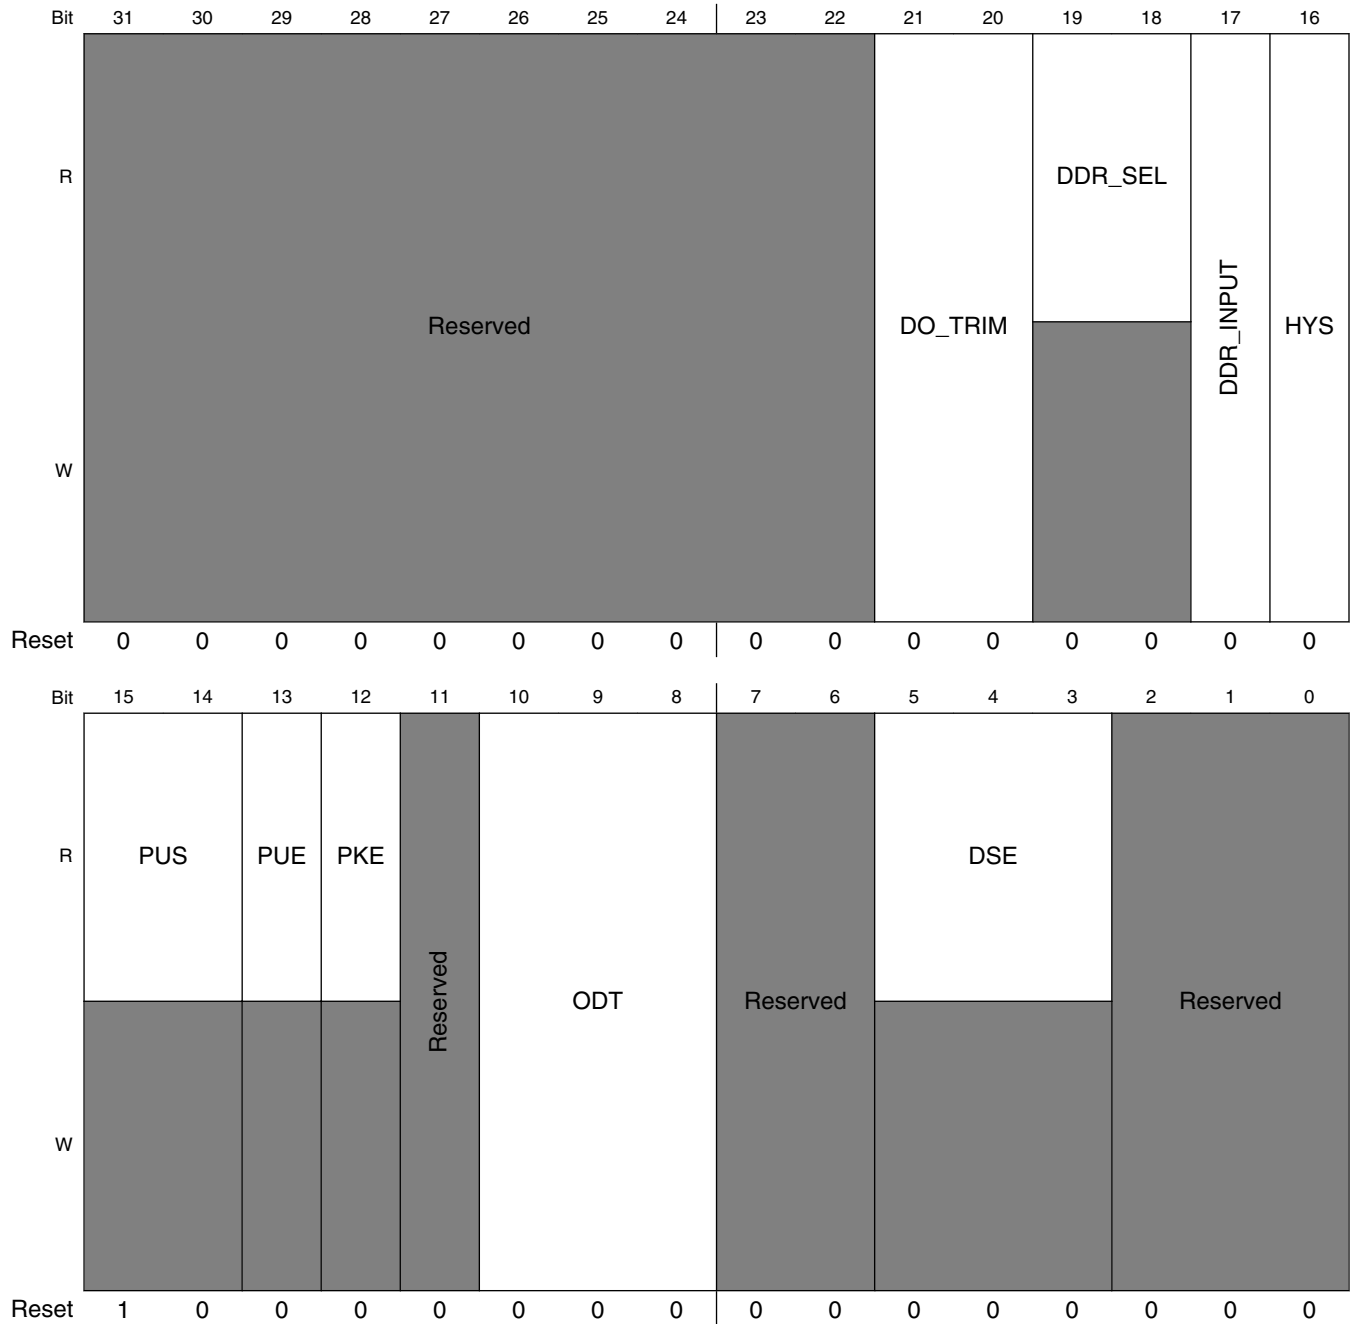 Bit 31 30 29 28 27 26 25 24 23 22 21 20 19 18 17 16
R DDR_SEL
Reserved DO_TRIM DDR_INPUT HYS
W
Reset 0 0 0 0 0 0 0 0 0 0 0 0 0 0 0 0
Bit 15 14 13 12 11 10 9 8 7 6 5 4 3 2 1 0
R PUS PUE PKE DSE
Reserved ODT Reserved Reserved
W
Reset 1 0 0 0 0 0 0 0 0 0 0 0 0 0 0 0